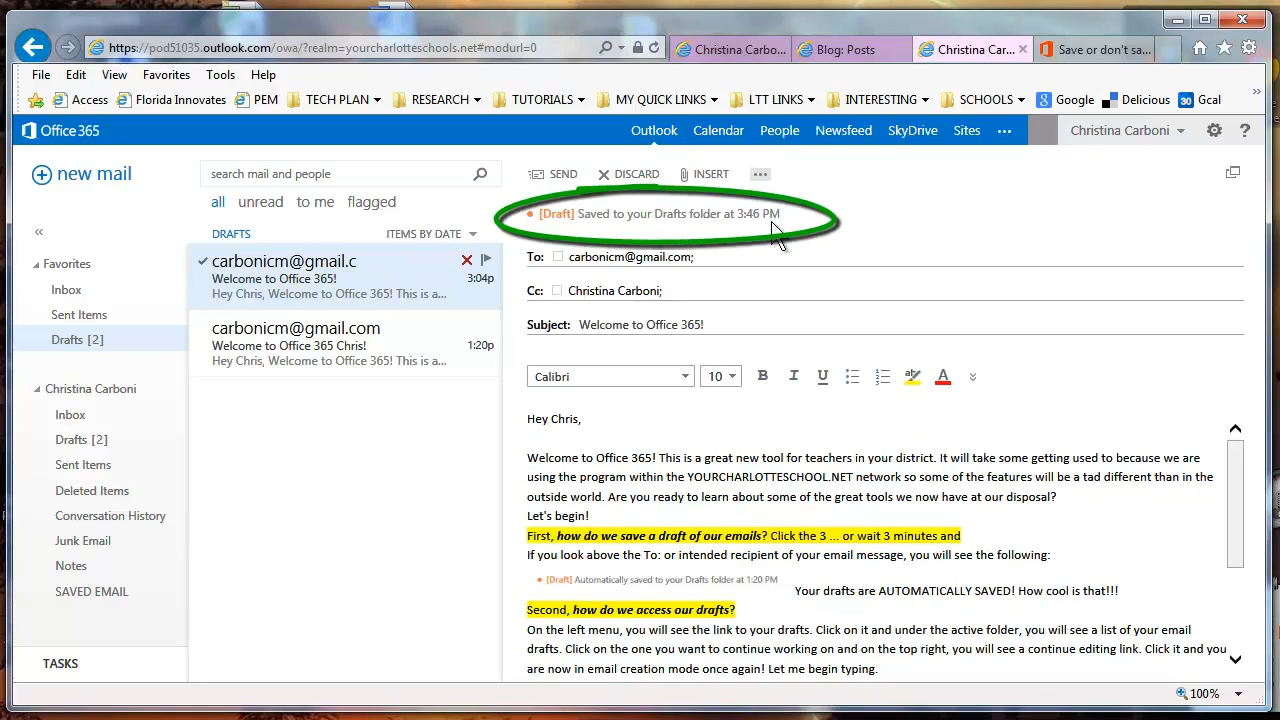 https://pod51035.outlook.com/owa/?realm=yourcharlotteschools.net#modurl=0
Christina Carbo...
Blog: Posts
Christina Car...
Save or don't sa...
File Edit View Favorites Tools Help
Access Florida Innovates PEM TECH PLAN RESEARCH TUTORIALS MY QUICK LINKS LTT LINKS INTERESTING SCHOOLS Google Delicious 30 Gcal
Office 365
Outlook Calendar People Newsfeed SkyDrive Sites ...
Christina Carboni ?
new mail
search mail and people
SEND DISCARD INSERT ...
all unread to me flagged
[Draft] Saved to your Drafts folder at 3:46 PM
«
DRAFTS ITEMS BY DATE
Favorites
Inbox
Sent Items
Drafts [2]
Christina Carboni
Inbox
Drafts [2]
Sent Items
Deleted Items
Conversation History
Junk Email
Notes
SAVED EMAIL
TASKS
carbonicm@gmail.c
Welcome to Office 365! 3:04p
Hey Chris, Welcome to Office 365! This is a...
carbonicm@gmail.com
Welcome to Office 365 Chris! 1:20p
Hey Chris, Welcome to Office 365! This is a...
To: carbonicm@gmail.com;
Cc: Christina Carboni;
Subject: Welcome to Office 365!
Calibri 10 B I U ab A
Hey Chris,
Welcome to Office 365! This is a great new tool for teachers in your district. It will take some getting used to because we are
using the program within the YOURCHARLOTTESCHOOL.NET network so some of the features will be a tad different than in the
outside world. Are you ready to learn about some of the great tools we now have at our disposal?
Let's begin!
First, how do we save a draft of our emails? Click the 3 ... or wait 3 minutes and
If you look above the To: or intended recipient of your email message, you will see the following:
[Draft] Automatically saved to your Drafts folder at 1:20 PM
Your drafts are AUTOMATICALLY SAVED! How cool is that!!!
Second, how do we access our drafts?
On the left menu, you will see the link to your drafts. Click on it and under the active folder, you will see a list of your email
drafts. Click on the one you want to continue working on and on the top right, you will see a continue editing link. Click it and you
are now in email creation mode once again! Let me begin typing.
100%